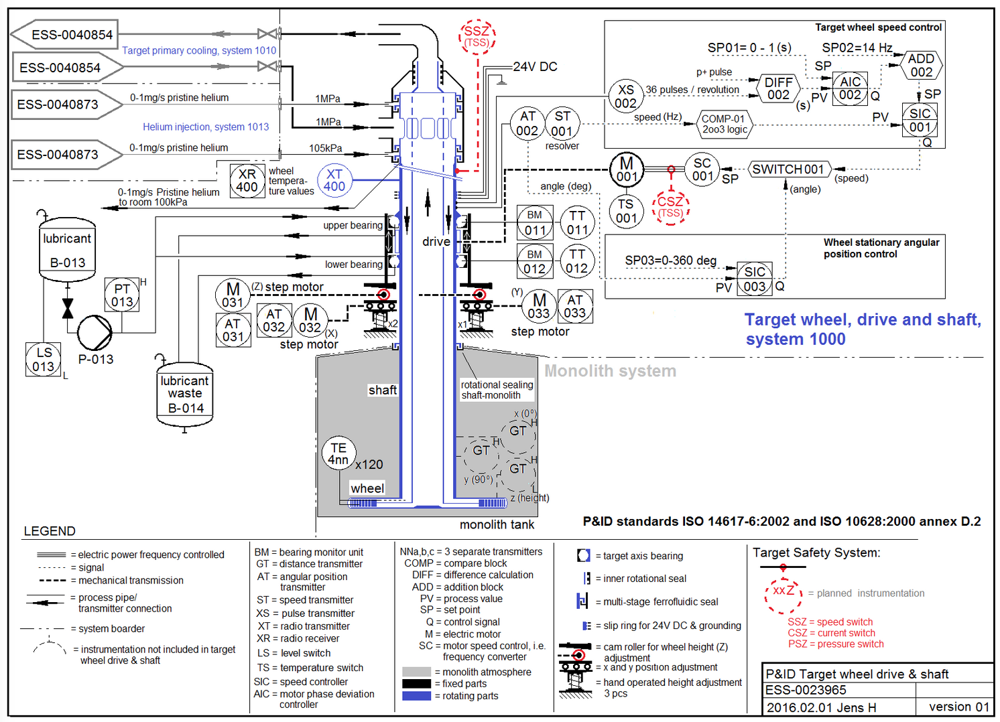 ESS-0040854
Target primary cooling, system 1010
ESS-0040854
ESS-0040873
0-1mg/s pristine helium
1MPa
Helium injection, system 1013
1MPa
ESS-0040873
0-1mg/s pristine helium
105kPa
XR
400
wheel
tempera-
ture values
XT
400
0-1mg/s Pristine helium
to room 100kPa
SSZ
(TSS)
24V DC
Target wheel speed control
SP01= 0 - 1 (s)
SP02=14 Hz
ADD
002
SP
p+ pulse
XS
002
36 pulses / revolution
DIFF
002
(s)
PV
AIC
002
Q
SP
AT
002
ST
001
resolver
speed (Hz)
COMP-01
2oo3 logic
PV
SIC
001
Q
M
001
SC
001
SP
SWITCH 001
(speed)
(angle)
angle (deg)
CSZ
(TSS)
TS
001
upper bearing
lower bearing
drive
BM
011
TT
011
BM
012
TT
012
Wheel stationary angular
position control
SP03=0-360 deg
PV
SIC
003
Q
lubricant
B-013
PT
013
H
P-013
LS
013
L
lubricant
waste
B-014
M
031
(Z)
step motor
AT
031
AT
032
M
032
(X)
step motor
x2
x1
(Y)
M
033
AT
033
step motor
Target wheel, drive and shaft,
system 1000
Monolith system
shaft
rotational sealing
shaft-monolith
x (0°)
GT
H
GT
H
y (90°)
GT
H
L
z (height)
TE
4nn
x120
wheel
monolith tank
P&ID standards ISO 14617-6:2002 and ISO 10628:2000 annex D.2
LEGEND
= electric power frequency controlled
= signal
= mechanical transmission
= process pipe/
transmitter connection
= system boarder
= instrumentation not included in target
wheel drive & shaft
BM = bearing monitor unit
GT = distance transmitter
AT = angular position
transmitter
ST = speed transmitter
XS = pulse transmitter
XT = radio transmitter
XR = radio receiver
LS = level switch
TS = temperature switch
SIC = speed controller
AIC = motor phase deviation
controller
NNa,b,c = 3 separate transmitters
COMP = compare block
DIFF = difference calculation
ADD = addition block
PV = process value
SP = set point
Q = control signal
M = electric motor
SC = motor speed control, i.e.
frequency converter
= monolith atmosphere
= fixed parts
= rotating parts
= target axis bearing
= inner rotational seal
= multi-stage ferrofluidic seal
= slip ring for 24V DC & grounding
= cam roller for wheel height (Z)
adjustment
= x and y position adjustment
= hand operated height adjustment
3 pcs
Target Safety System:
xxZ
= planned instrumentation
SSZ = speed switch
CSZ = current switch
PSZ = pressure switch
P&ID Target wheel drive & shaft
ESS-0023965
2016.02.01 Jens H
version 01